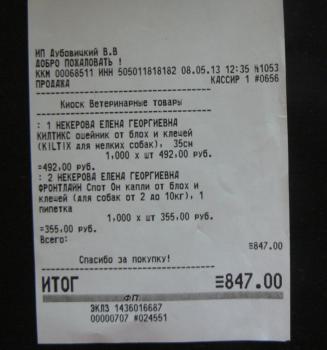 ИП Дубовицкий В.В
ДОБРО ПОЖАЛОВАТЬ !
ККМ 00068511 ИНН 505011818182 08.05.13 12:35 №1053
ПРОДАЖА КАССИР 1 #0656
Киоск Ветеринарные товары
: 1 НЕКЕРОВА ЕЛЕНА ГЕОРГИЕВНА
КИЛТИКС ошейник от блох и клещей
(KILTIX для мелких собак), 35см
1,000 x шт 492,00 руб.
=492,00 руб.
: 2 НЕКЕРОВА ЕЛЕНА ГЕОРГИЕВНА
ФРОНТЛАЙН Спот Он капли от блох и
клещей (для собак от 2 до 10кг), 1
пипетка
1,000 x шт 355,00 руб.
=355,00 руб.
Всего:
≡847.00
Спасибо за покупку!
ИТОГ ≡847.00
ФП
ЭКЛЗ 1436016687
00000707 #024551